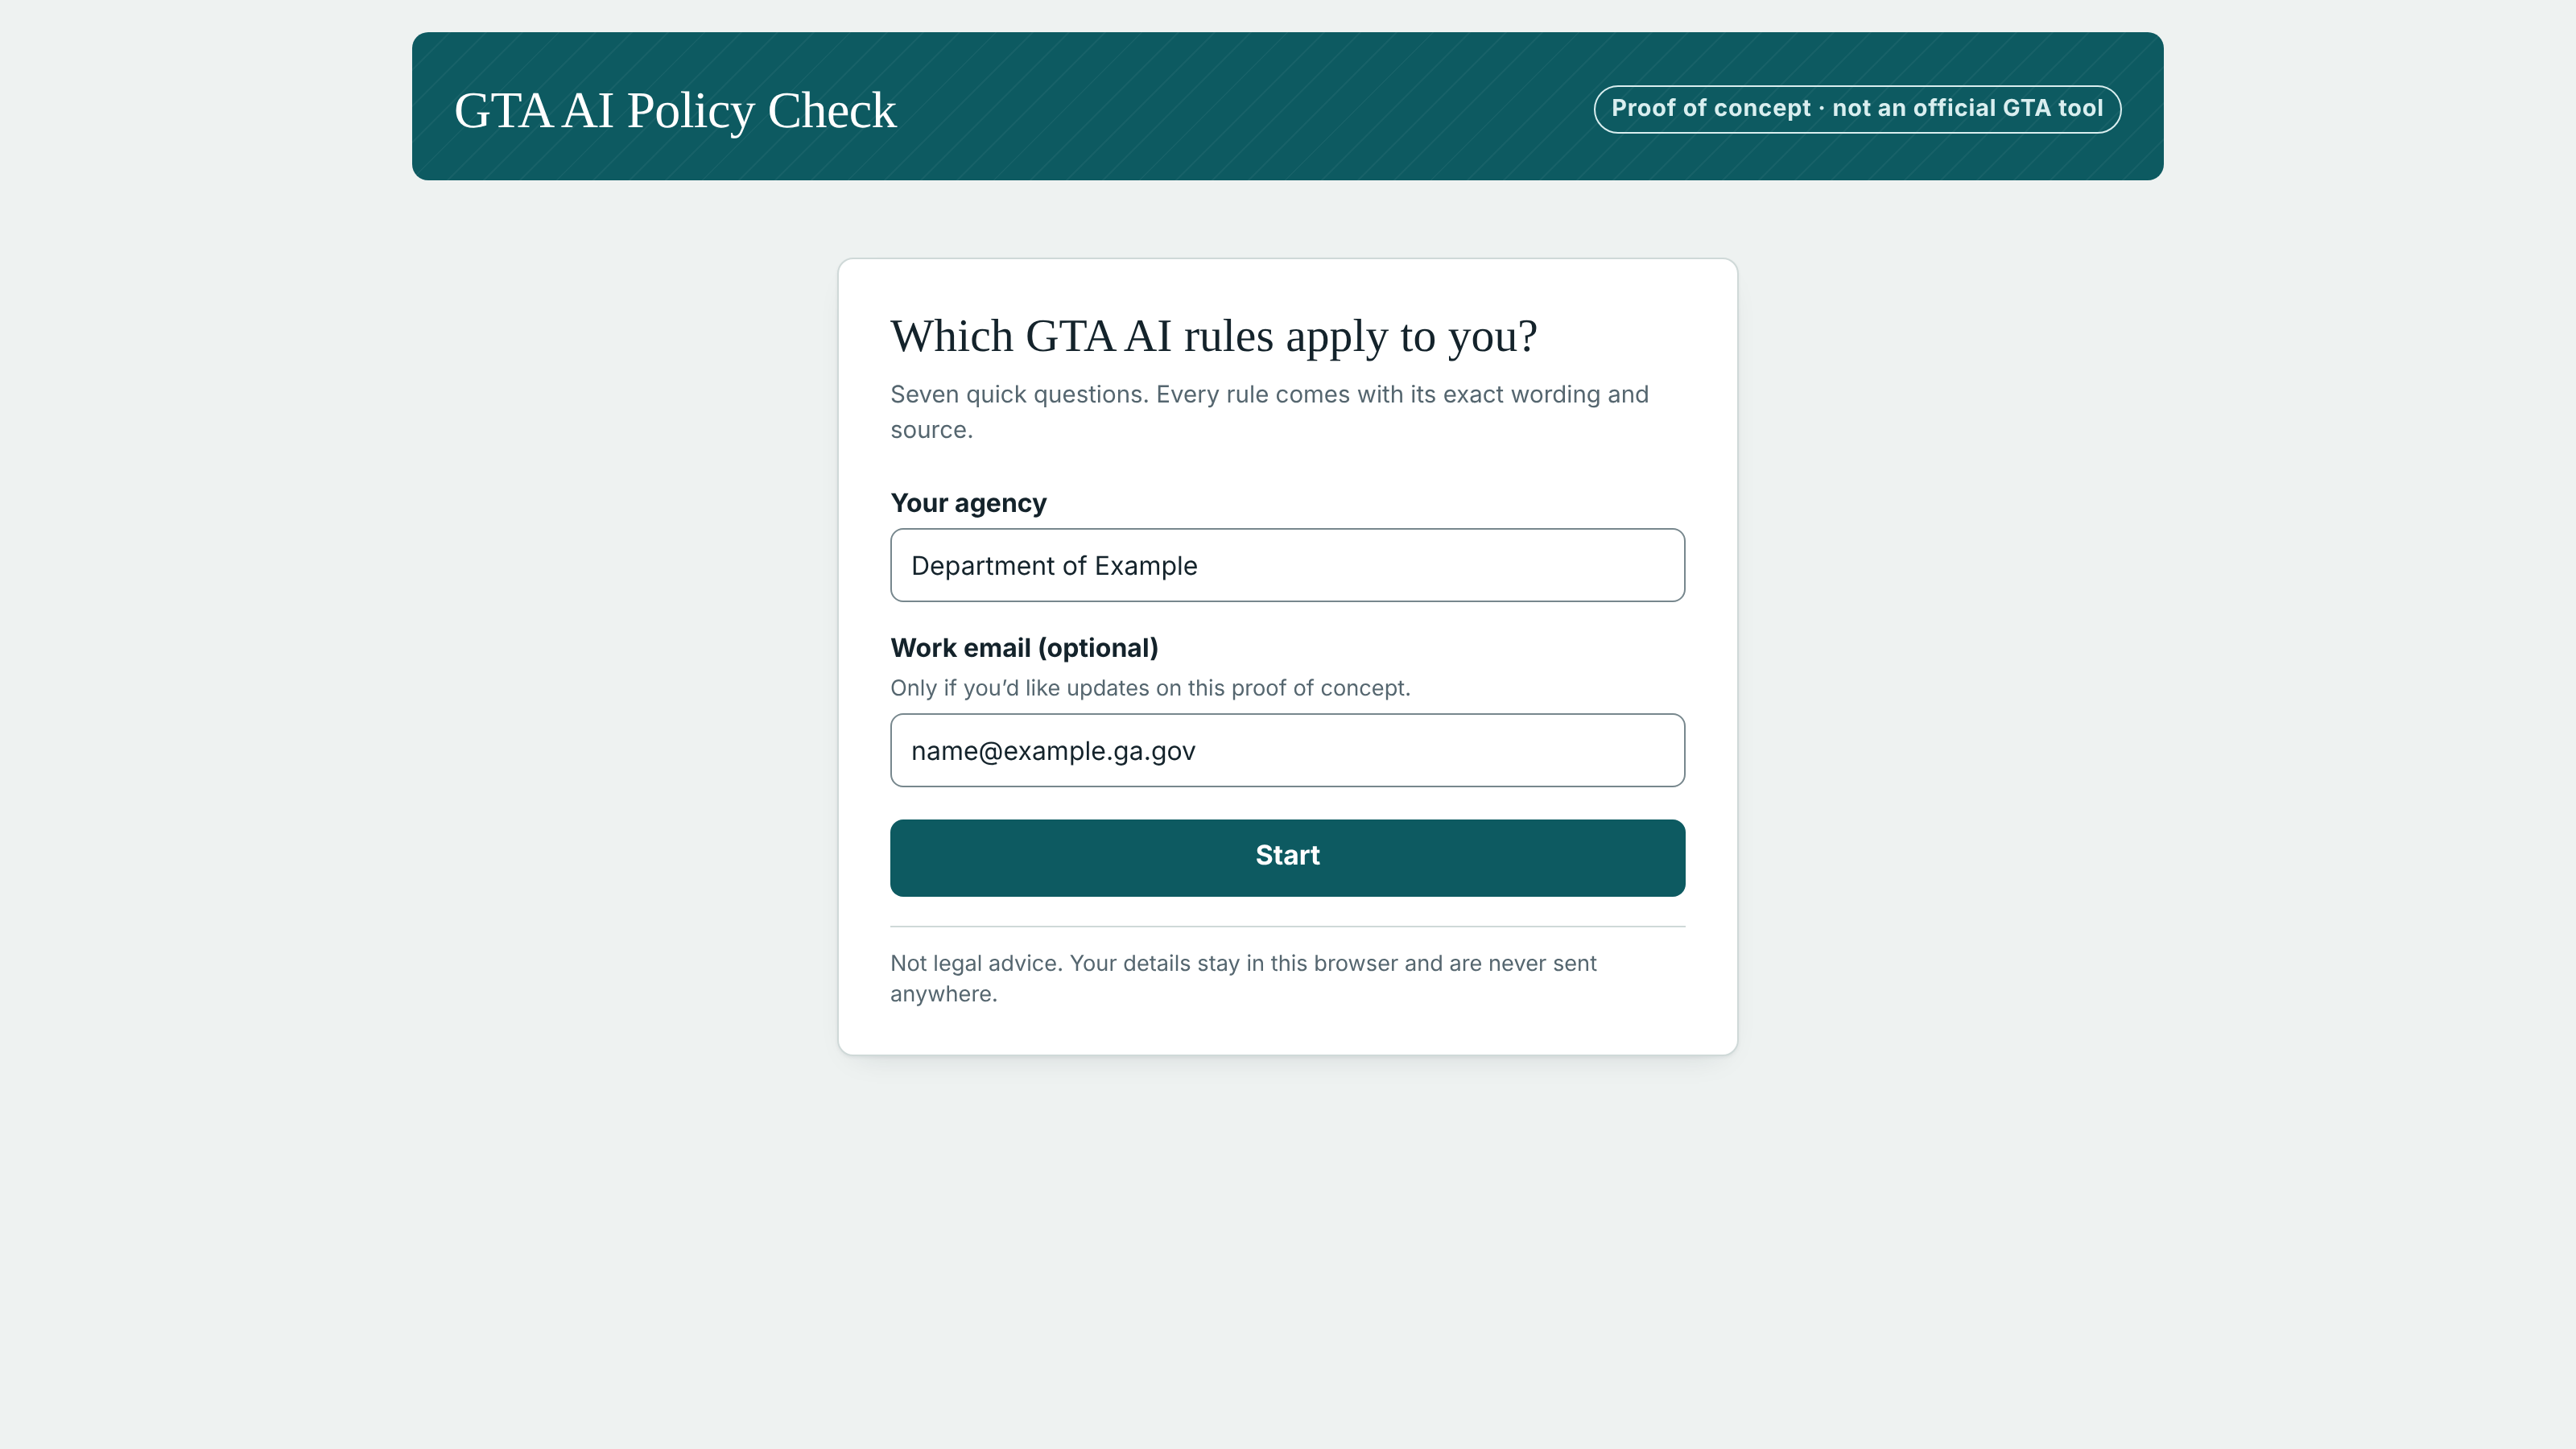 GTA AI Policy Check
Proof of concept · not an official GTA tool
Which GTA AI rules apply to you?
Seven quick questions. Every rule comes with its exact wording and
source.
Your agency
Department of Example
Work email (optional)
Only if you’d like updates on this proof of concept.
name@example.ga.gov
Start
Not legal advice. Your details stay in this browser and are never sent
anywhere.